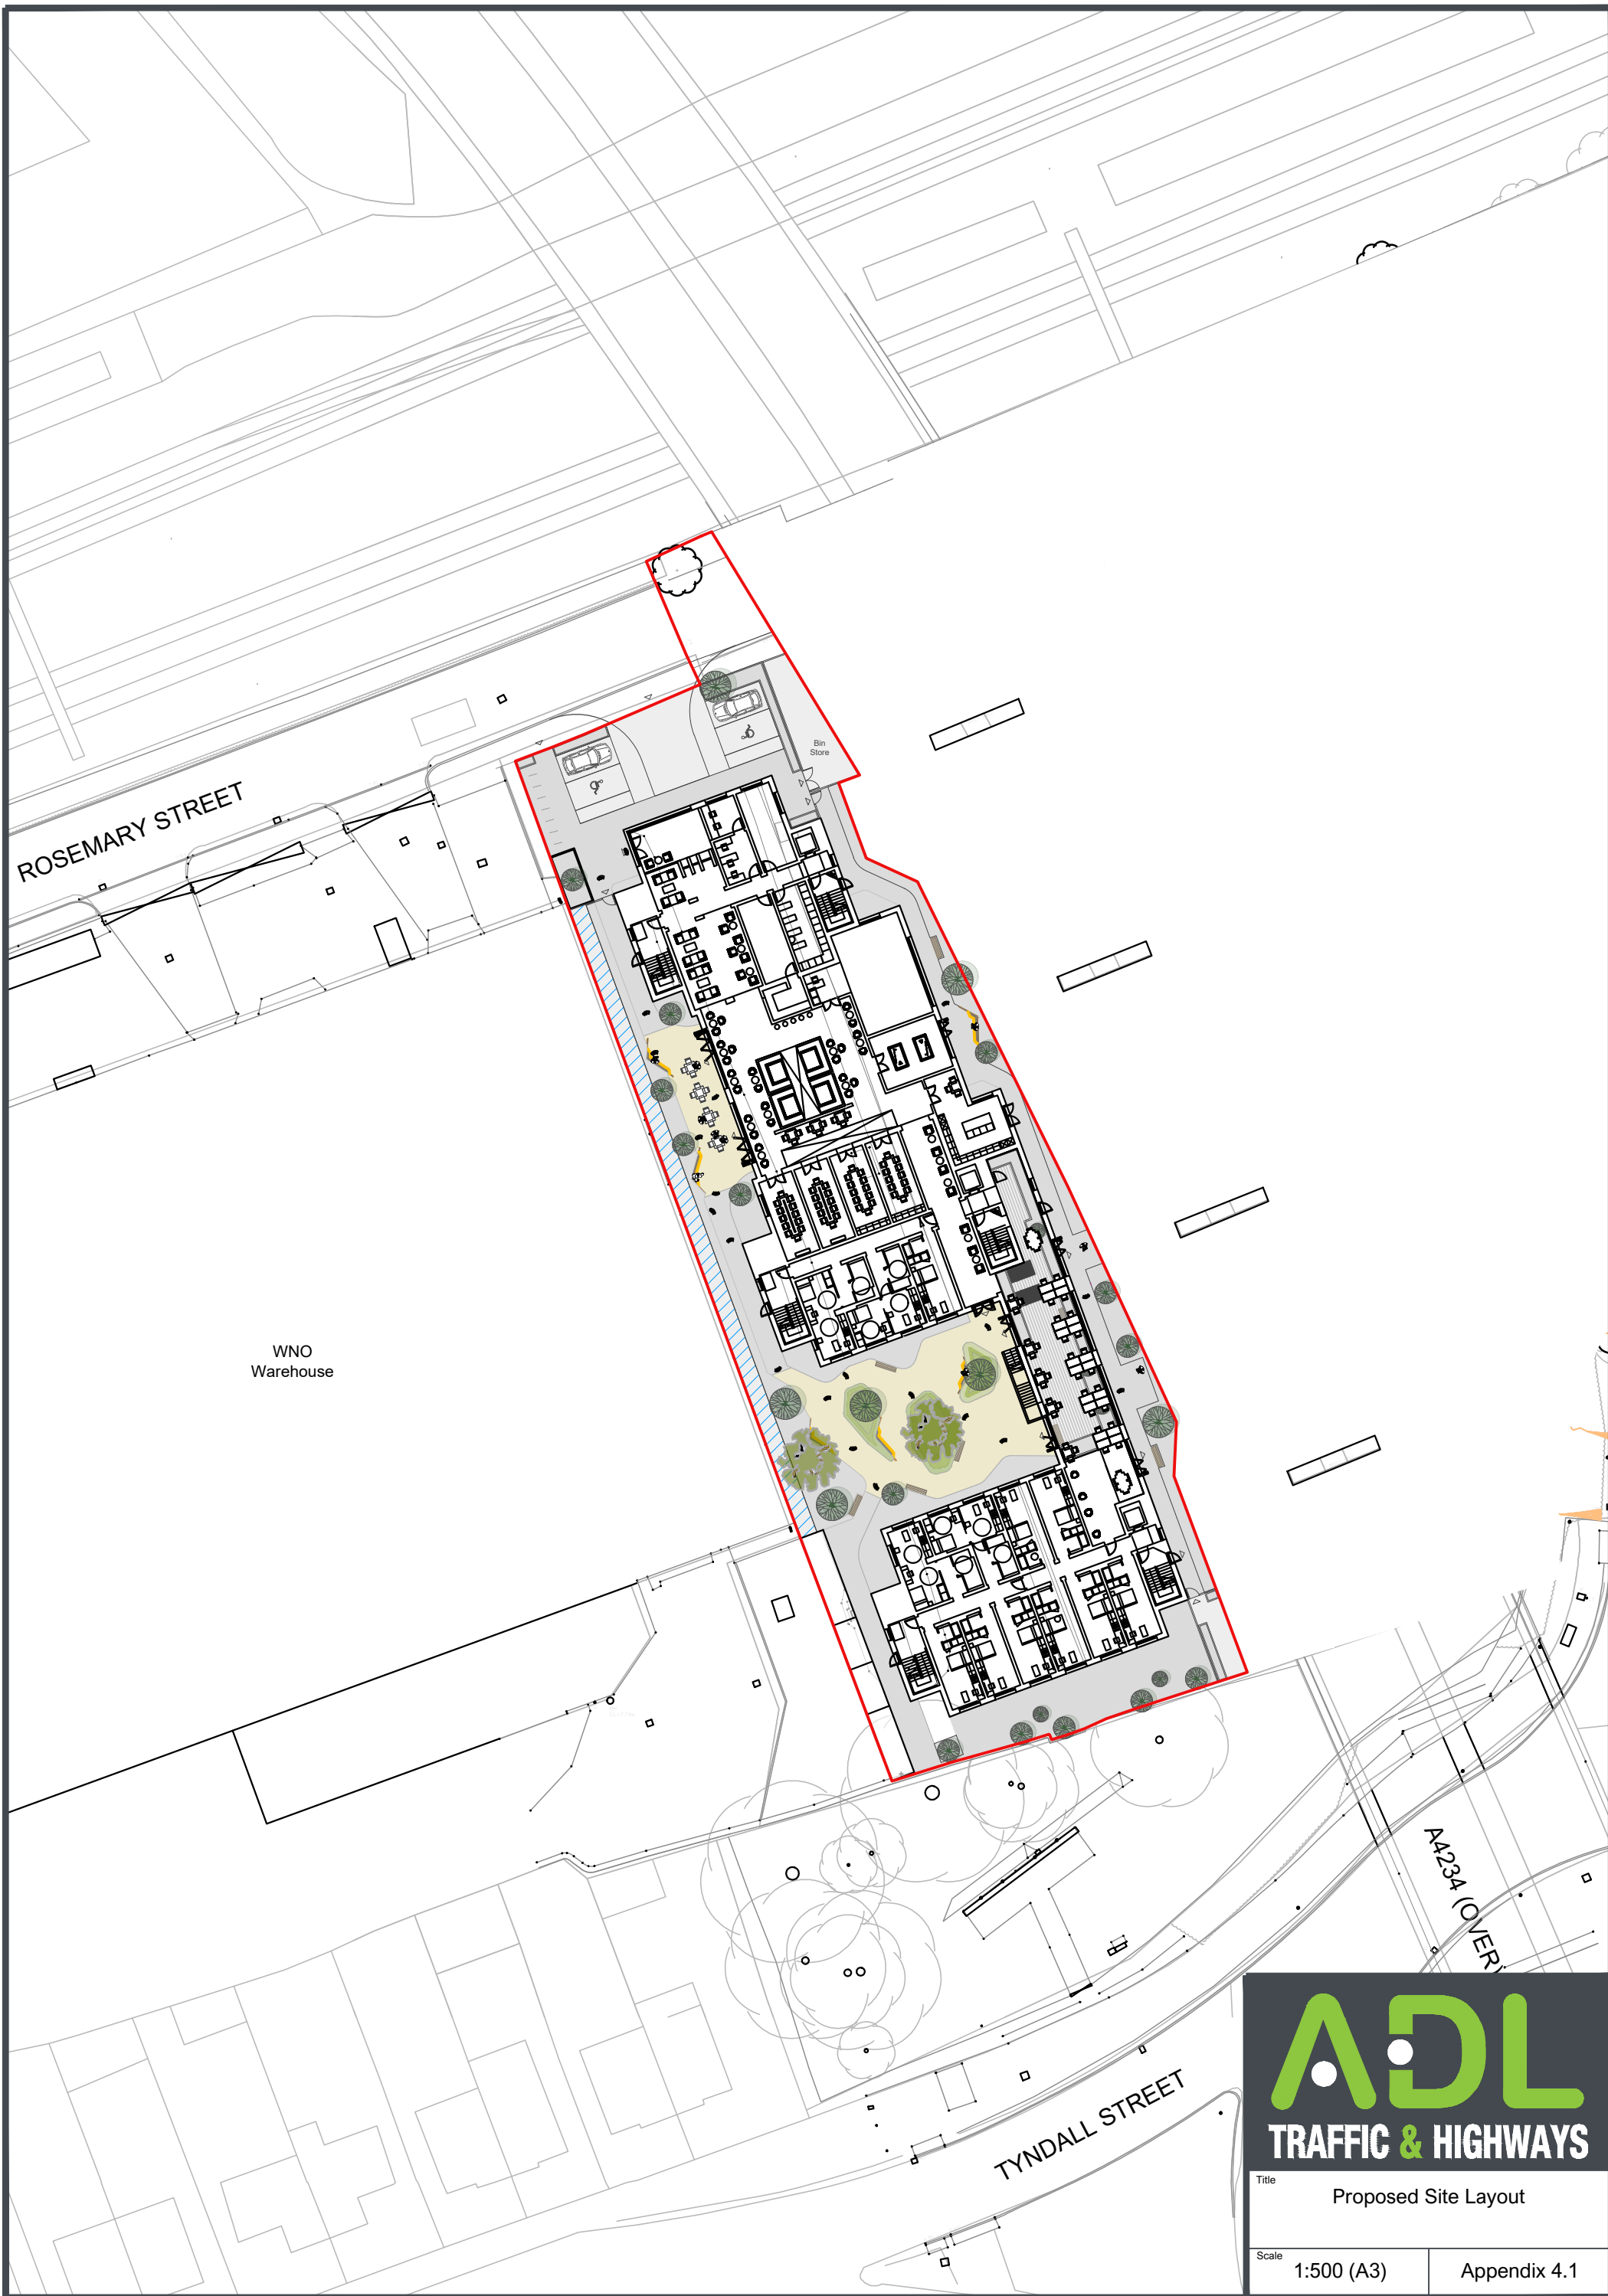 Bin
Store
ROSEMARY STREET
WNO
Warehouse
A4234 (OVER)
TYNDALL STREET
ADL
TRAFFIC & HIGHWAYS
Title
Proposed Site Layout
Scale
1:500 (A3)
Appendix 4.1